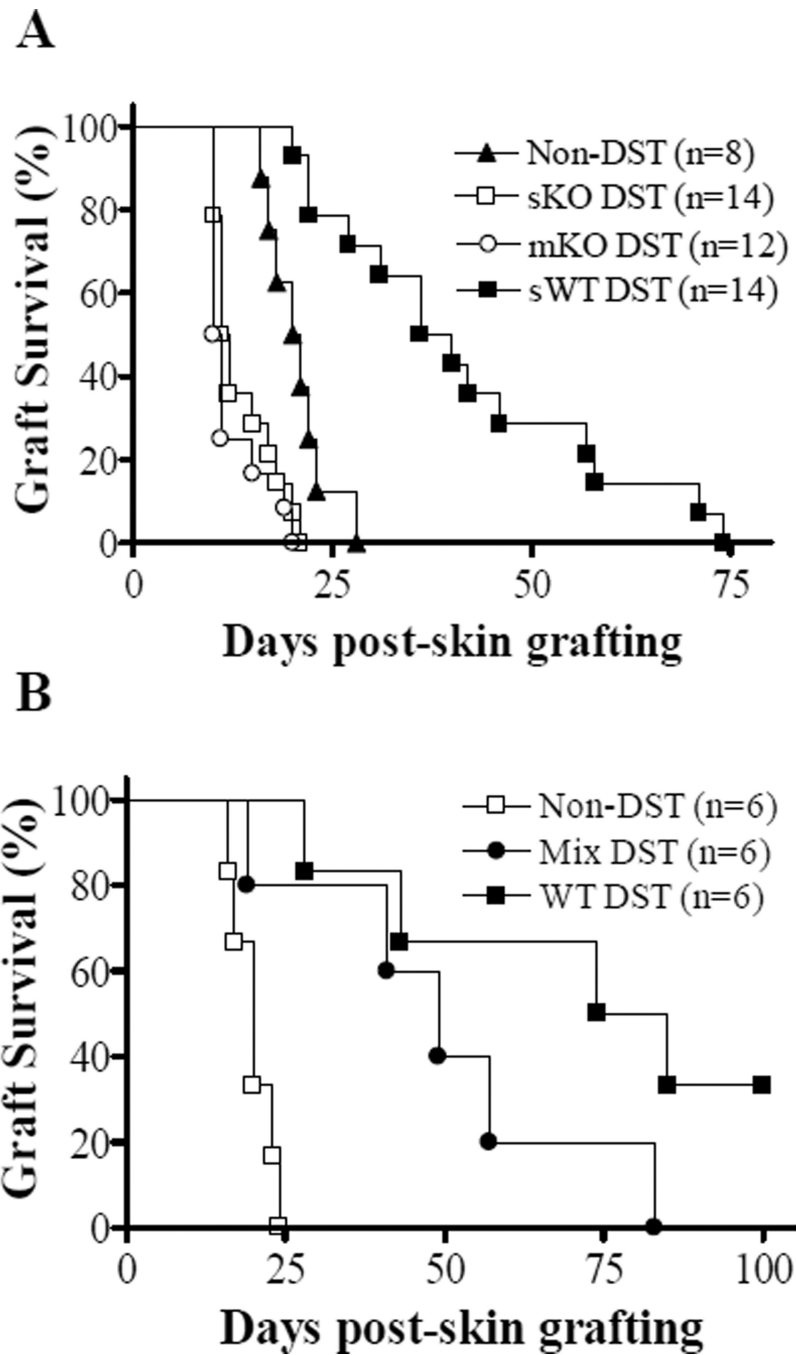 A
Graft Survival (%)
100
80
60
40
20
0
Non-DST (n=8)
sKO DST (n=14)
mKO DST (n=12)
sWT DST (n=14)
0 25 50 75
Days post-skin grafting
B
Graft Survival (%)
100
80
60
40
20
0
Non-DST (n=6)
Mix DST (n=6)
WT DST (n=6)
0 25 50 75 100
Days post-skin grafting